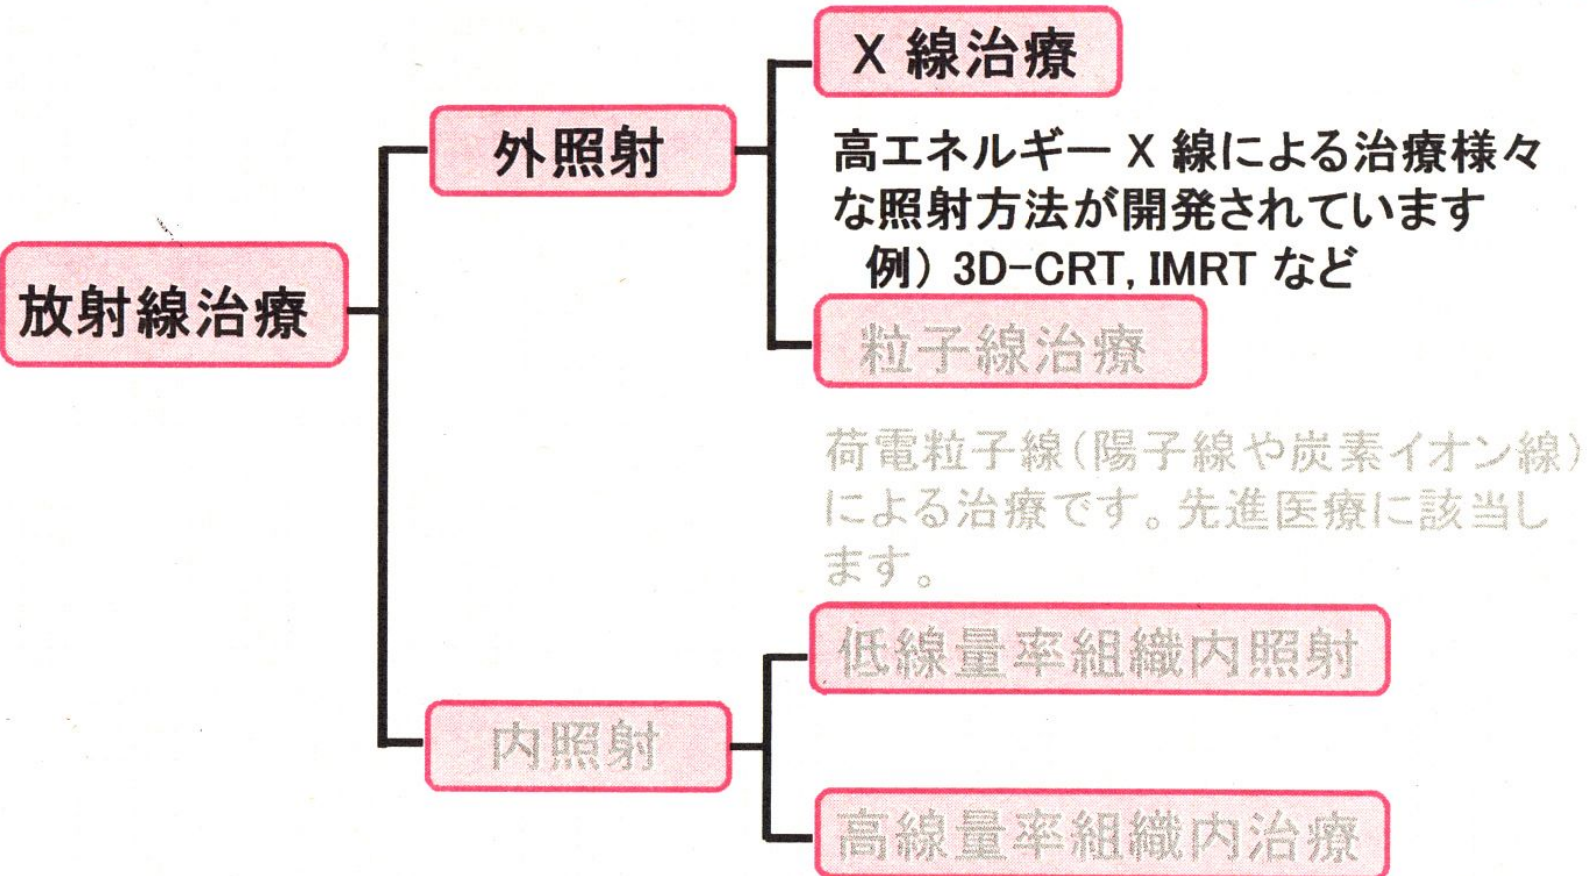 放射線治療
外照射
X 線治療
高エネルギー X 線による治療様々
な照射方法が開発されています
例) 3D-CRT, IMRT など
粒子線治療
荷電粒子線(陽子線や炭素イオン線)
による治療です。先進医療に該当し
ます。
内照射
低線量率組織内照射
高線量率組織内治療